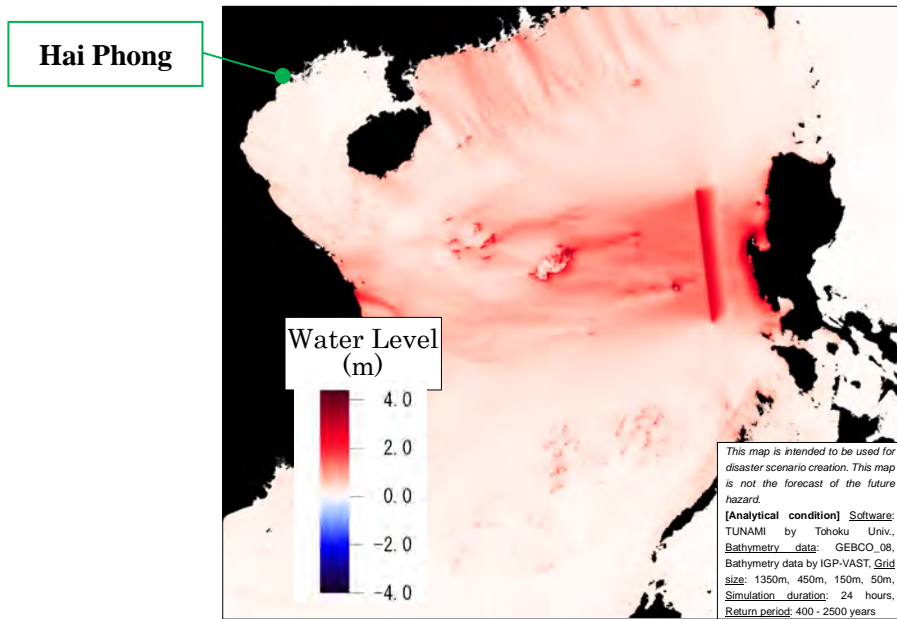 Hai Phong
Water Level
(m)
4.0
2.0
0.0
-2.0
-4.0
This map is intended to be used for
disaster scenario creation. This map
is not the forecast of the future
hazard.
[Analytical condition] Software:
TUNAMI by Tohoku Univ.,
Bathymetry data: GEBCO_08,
Bathymetry data by IGP-VAST, Grid
size: 1350m, 450m, 150m, 50m,
Simulation duration: 24 hours,
Return period: 400 - 2500 years